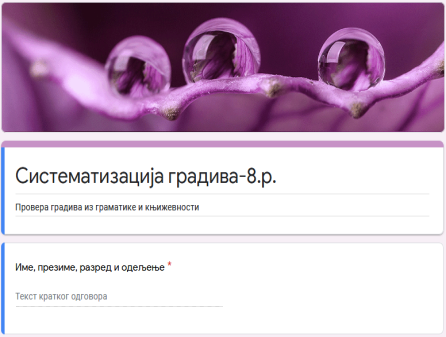 Систематизација градива-8.р.
Провера градива из граматике и књижевности
Име, презиме, разред и одељење *
Текст кратког одговора